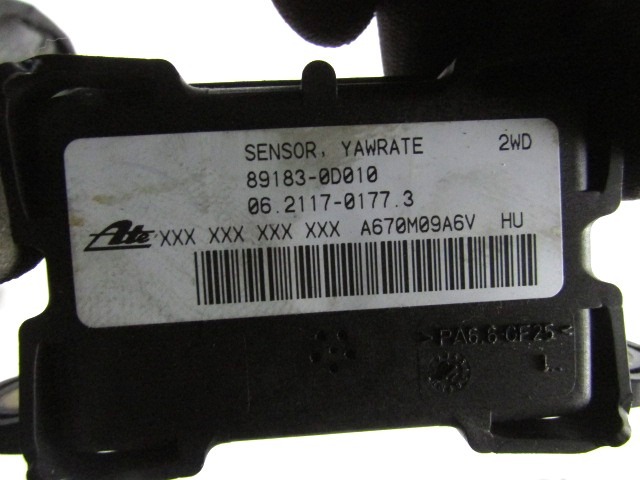 SENSOR, YAWRATE 2WD
89183-0D010
06.2117-0177.3
Ate XXX XXX XXX XXX A670M09A6V HU
>PA6.6-GF25<